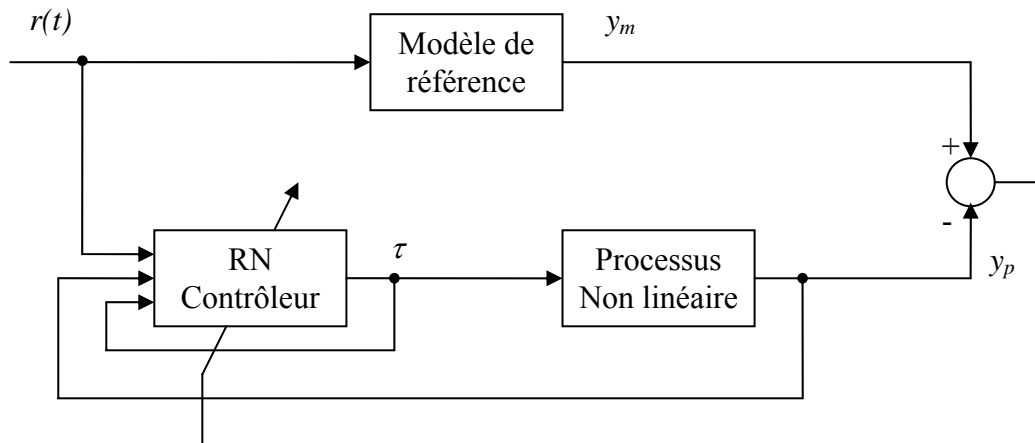 r(t)
Modèle de
référence
y_m
+
-
RN
Contrôleur
τ
Processus
Non linéaire
y_p